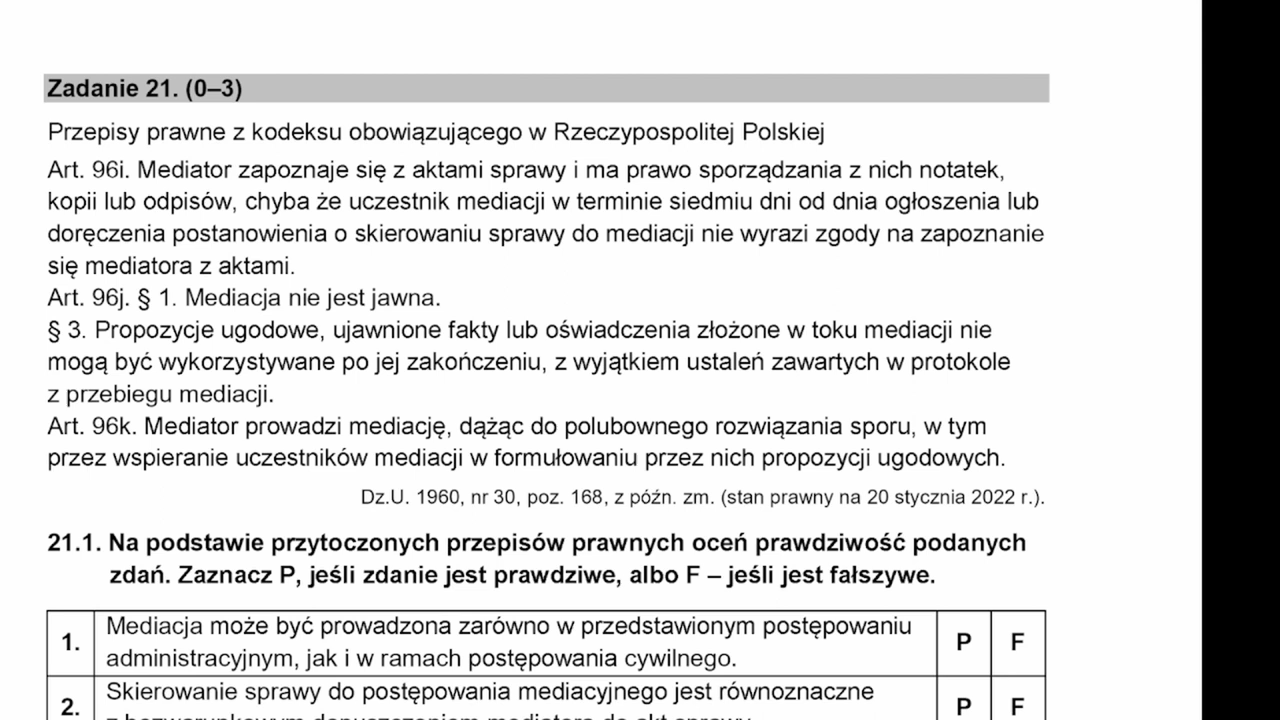 Zadanie 21. (0–3)
Przepisy prawne z kodeksu obowiązującego w Rzeczypospolitej Polskiej
Art. 96i. Mediator zapoznaje się z aktami sprawy i ma prawo sporządzania z nich notatek,
kopii lub odpisów, chyba że uczestnik mediacji w terminie siedmiu dni od dnia ogłoszenia lub
doręczenia postanowienia o skierowaniu sprawy do mediacji nie wyrazi zgody na zapoznanie
się mediatora z aktami.
Art. 96j. § 1. Mediacja nie jest jawna.
§ 3. Propozycje ugodowe, ujawnione fakty lub oświadczenia złożone w toku mediacji nie
mogą być wykorzystywane po jej zakończeniu, z wyjątkiem ustaleń zawartych w protokole
z przebiegu mediacji.
Art. 96k. Mediator prowadzi mediację, dążąc do polubownego rozwiązania sporu, w tym
przez wspieranie uczestników mediacji w formułowaniu przez nich propozycji ugodowych.
Dz.U. 1960, nr 30, poz. 168, z późn. zm. (stan prawny na 20 stycznia 2022 r.).
21.1. Na podstawie przytoczonych przepisów prawnych oceń prawdziwość podanych
zdań. Zaznacz P, jeśli zdanie jest prawdziwe, albo F – jeśli jest fałszywe.
1. Mediacja może być prowadzona zarówno w przedstawionym postępowaniu P F
administracyjnym, jak i w ramach postępowania cywilnego.
2. Skierowanie sprawy do postępowania mediacyjnego jest równoznaczne P F
z bezwarunkowym dopuszczeniem mediatora do akt sprawy.